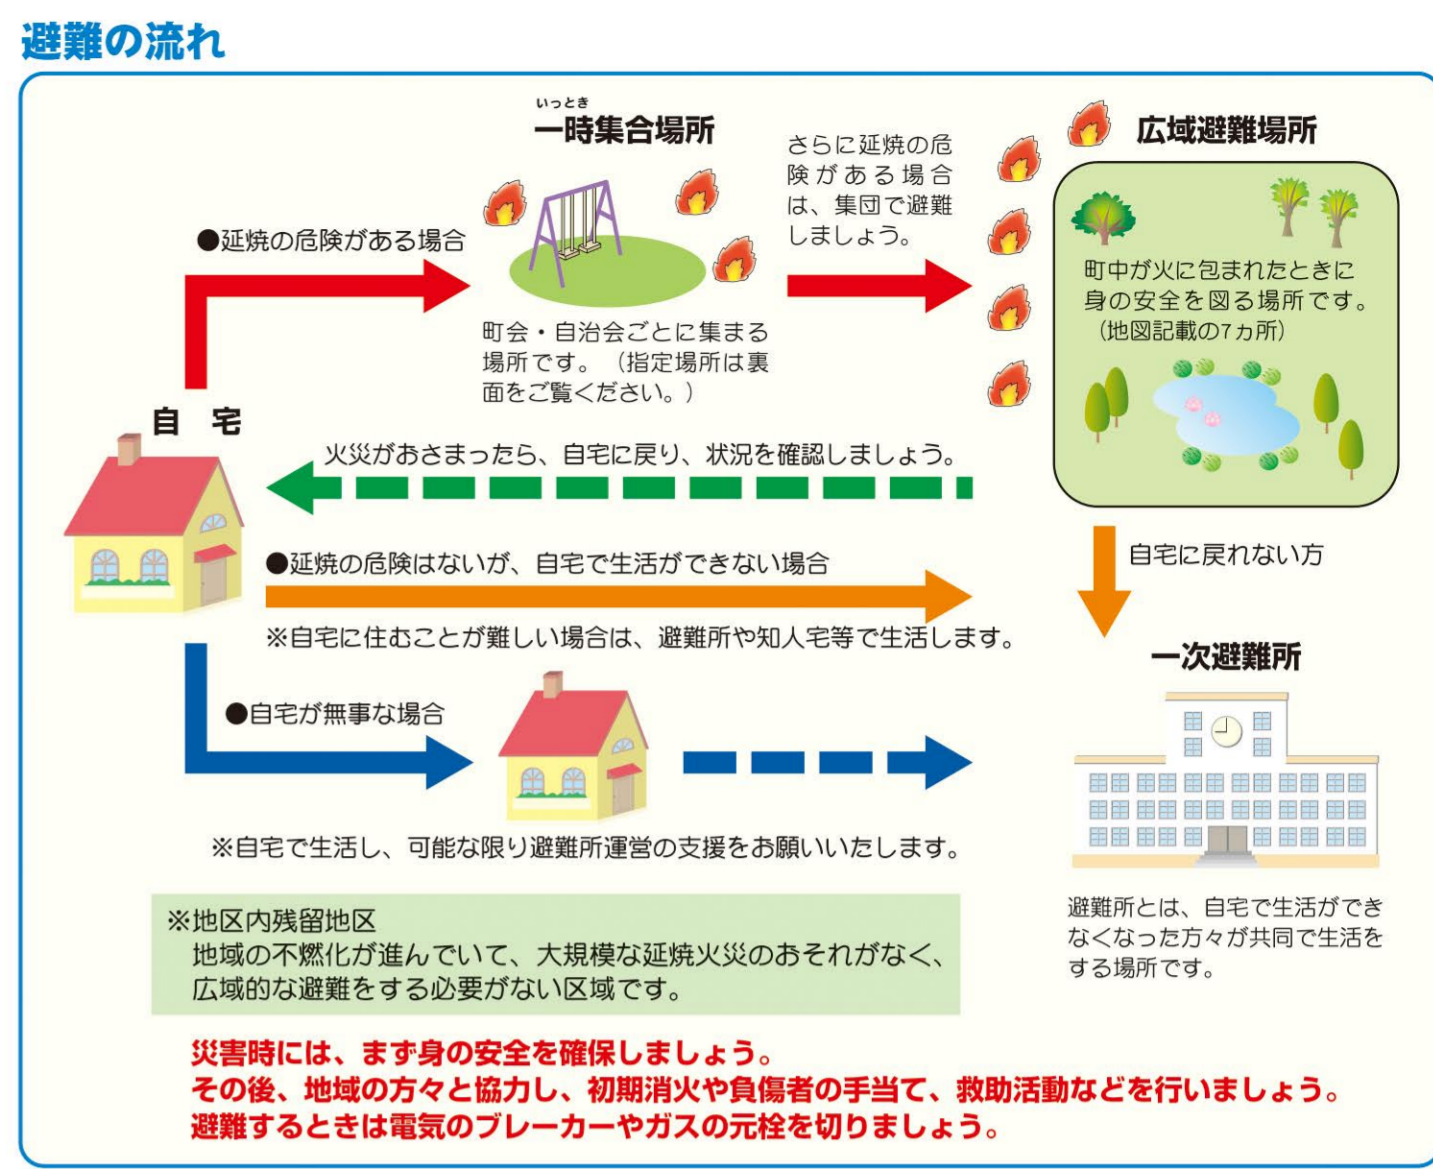 避難の流れ
いっとき
一時集合場所
さらに延焼の危
険がある場合
は、集団で避難
しましょう。
広域避難場所
●延焼の危険がある場合
町中が火に包まれたときに
身の安全を図る場所です。
（地図記載の7ヵ所）
町会・自治会ごとに集まる
場所です。（指定場所は裏
面をご覧ください。）
自　宅
火災がおさまったら、自宅に戻り、状況を確認しましょう。
●延焼の危険はないが、自宅で生活ができない場合
自宅に戻れない方
※自宅に住むことが難しい場合は、避難所や知人宅等で生活します。
一次避難所
●自宅が無事な場合
※自宅で生活し、可能な限り避難所運営の支援をお願いいたします。
避難所とは、自宅で生活ができ
なくなった方々が共同で生活を
する場所です。
※地区内残留地区
地域の不燃化が進んでいて、大規模な延焼火災のおそれがなく、
広域的な避難をする必要がない区域です。
災害時には、まず身の安全を確保しましょう。
その後、地域の方々と協力し、初期消火や負傷者の手当て、救助活動などを行いましょう。
避難するときは電気のブレーカーやガスの元栓を切りましょう。